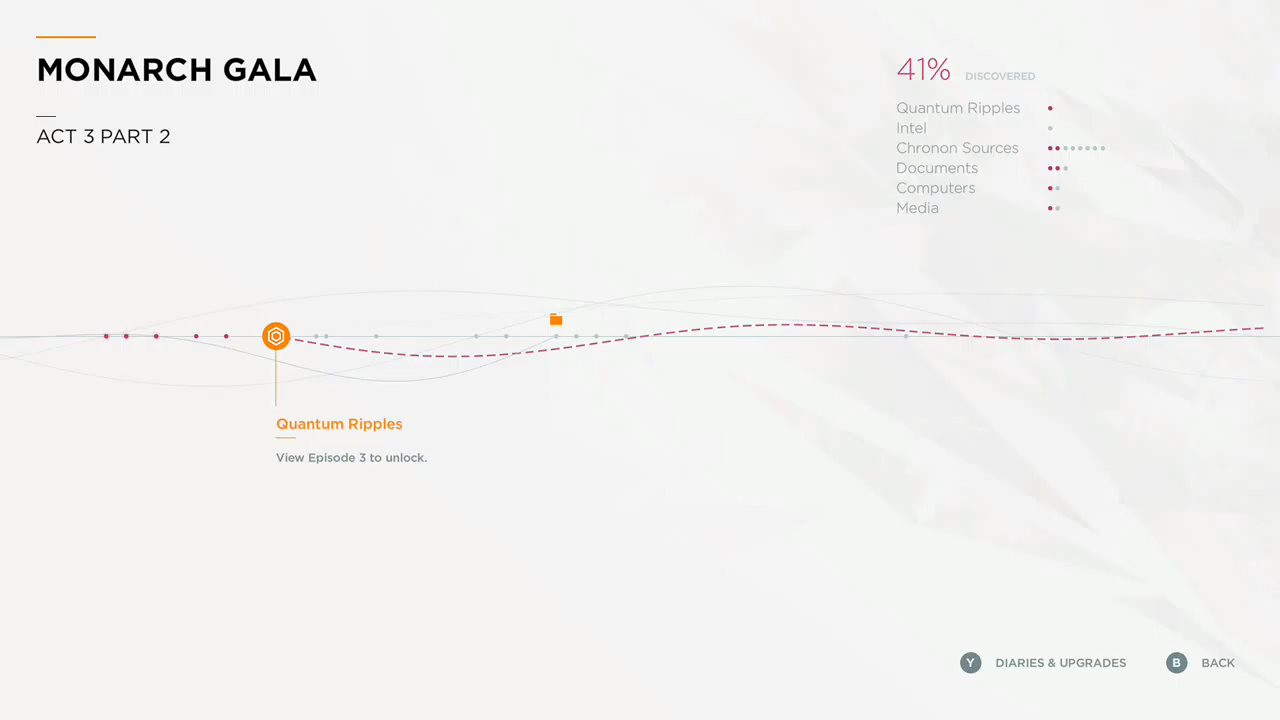 MONARCH GALA
ACT 3 PART 2
41% DISCOVERED
Quantum Ripples
Intel
Chronon Sources
Documents
Computers
Media
Quantum Ripples
View Episode 3 to unlock.
Y DIARIES & UPGRADES B BACK